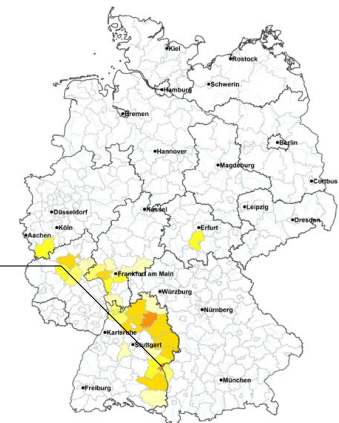 Kiel
Rostock
Schwerin
Hamburg
Bremen
Berlin
Hannover
Magdeburg
Cottbus
Düsseldorf
Kassel
Leipzig
Dresden
Köln
Erfurt
Aachen
Frankfurt am Main
Würzburg
Nürnberg
Karlsruhe
Stuttgart
München
Freiburg